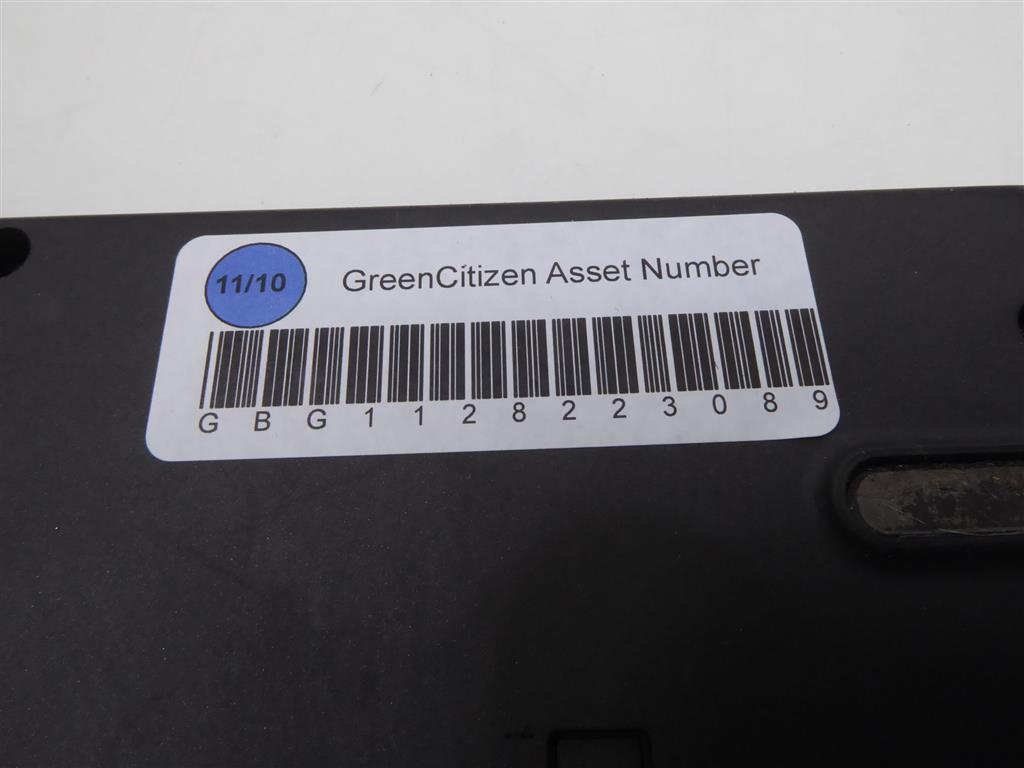 11/10
GreenCitizen Asset Number
G B G 1 1 2 8 2 2 3 0 8 9